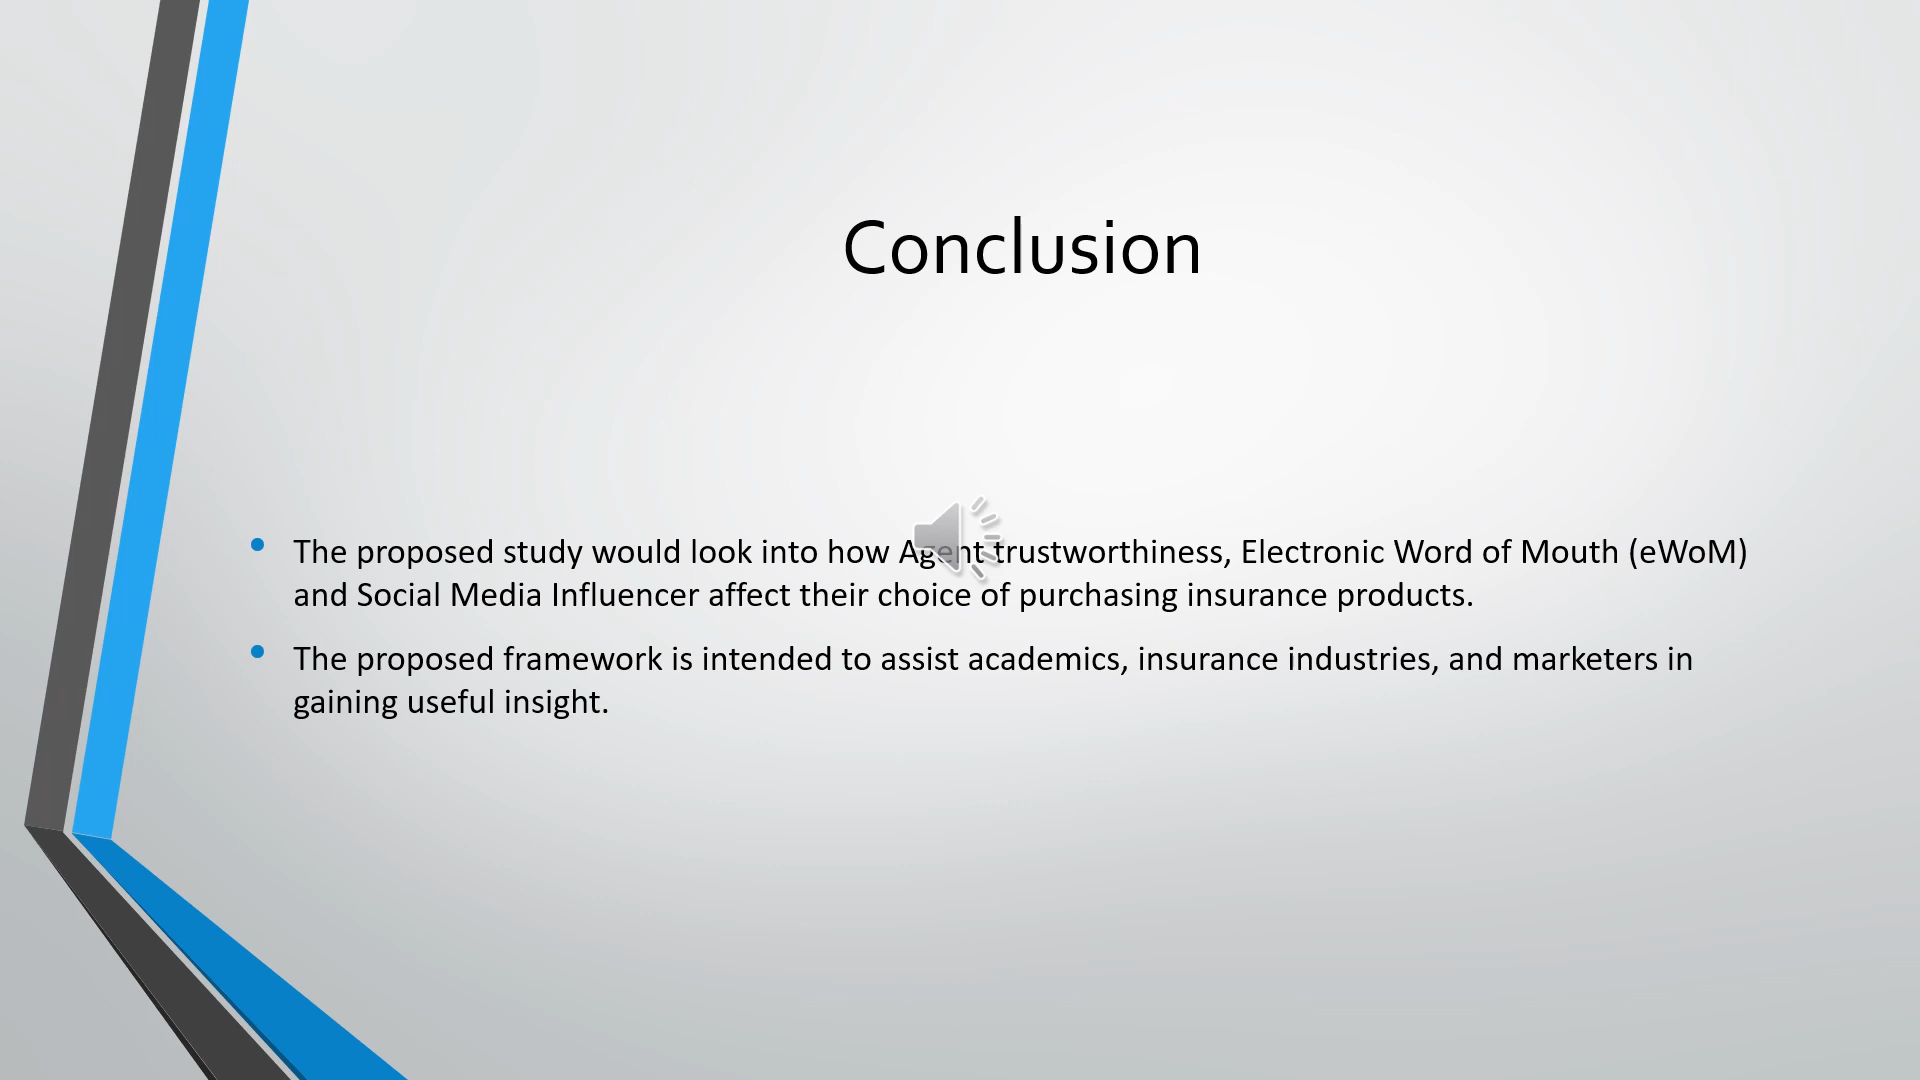 Conclusion
• The proposed study would look into how Agent trustworthiness, Electronic Word of Mouth (eWoM)
and Social Media Influencer affect their choice of purchasing insurance products.
• The proposed framework is intended to assist academics, insurance industries, and marketers in
gaining useful insight.